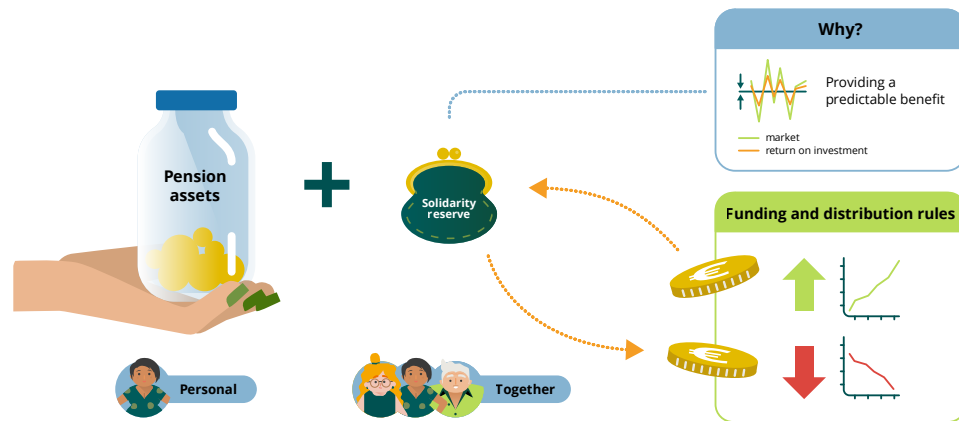 Why?
Providing a
predictable benefit
market
return on investment
Pension
assets
Solidarity
reserve
Funding and distribution rules
€
€
Personal
Together